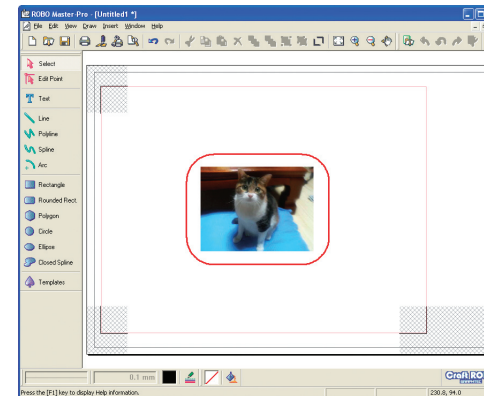 ROBO Master-Pro - [Untitled1 *]
File Edit View Draw Insert Window Help
Select
Edit Point
Text
Line
Polyline
Spline
Arc
Rectangle
Rounded Rect.
Polygon
Circle
Ellipse
Closed Spline
Templates
0.1 mm
Craft RO
Press the [F1] key to display Help information.
230.8, 94.0